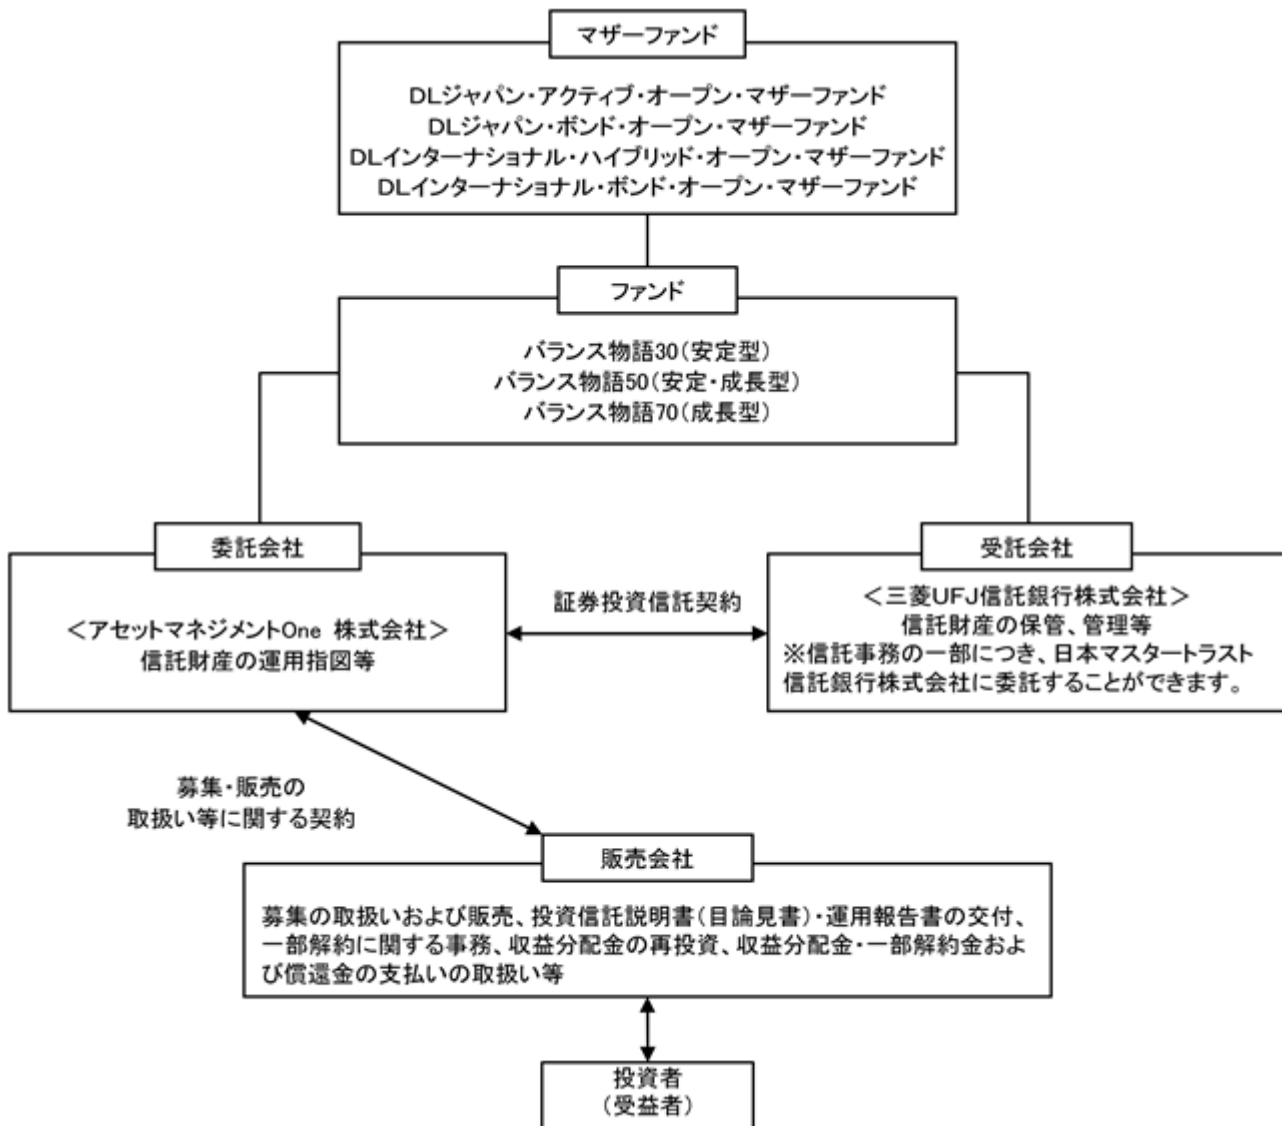 マザーファンド
DLジャパン・アクティブ・オープン・マザーファンド
DLジャパン・ボンド・オープン・マザーファンド
DLインターナショナル・ハイブリッド・オープン・マザーファンド
DLインターナショナル・ボンド・オープン・マザーファンド
ファンド
バランス物語30(安定型)
バランス物語50(安定・成長型)
バランス物語70(成長型)
委託会社
<アセットマネジメントOne 株式会社>
信託財産の運用指図等
証券投資信託契約
受託会社
<三菱UFJ信託銀行株式会社>
信託財産の保管、管理等
※信託事務の一部につき、日本マスタートラスト
信託銀行株式会社に委託することができます。
募集・販売の
取扱い等に関する契約
販売会社
募集の取扱いおよび販売、投資信託説明書(目論見書)・運用報告書の交付、
一部解約に関する事務、収益分配金の再投資、収益分配金・一部解約金およ
び償還金の支払いの取扱い等
投資者
(受益者)